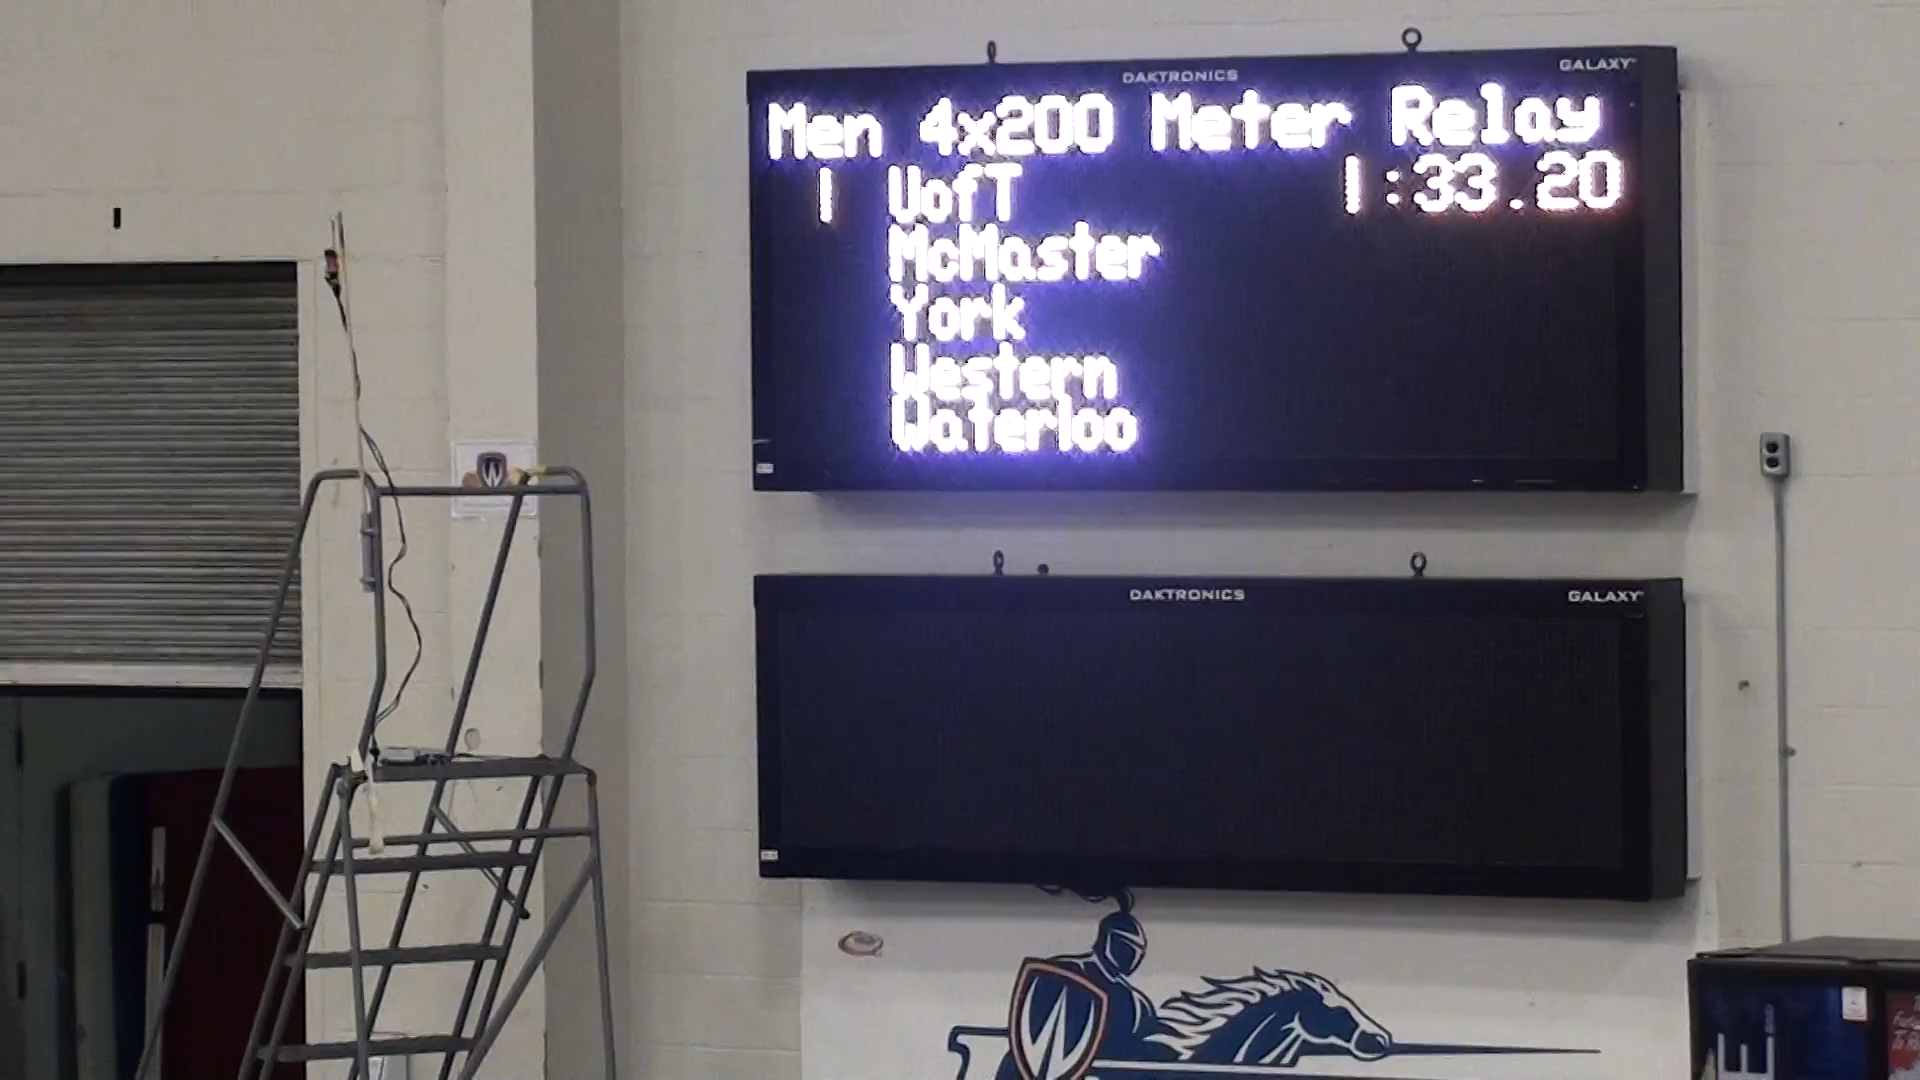 DAKTRONICS GALAXY
Men 4x200 Meter Relay
1 UofT 1:33.20
McMaster
York
Western
Waterloo
DAKTRONICS GALAXY
W
W